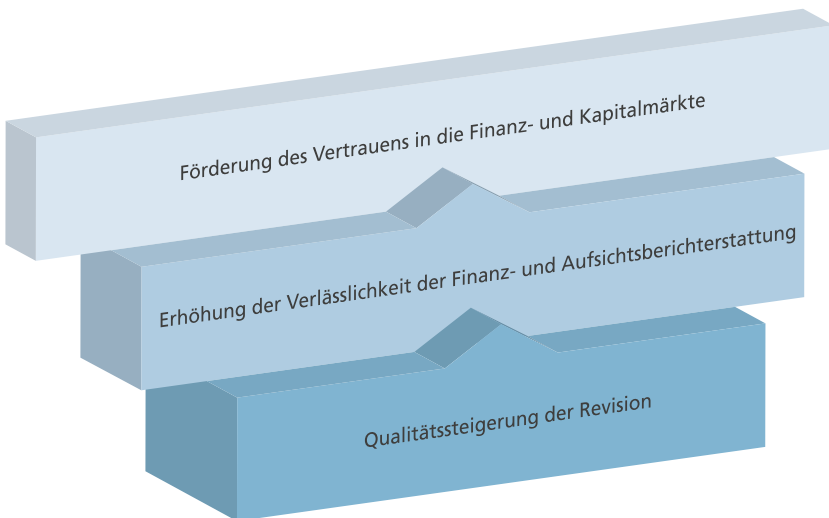 Förderung des Vertrauens in die Finanz- und Kapitalmärkte
Erhöhung der Verlässlichkeit der Finanz- und Aufsichtsberichterstattung
Qualitätssteigerung der Revision